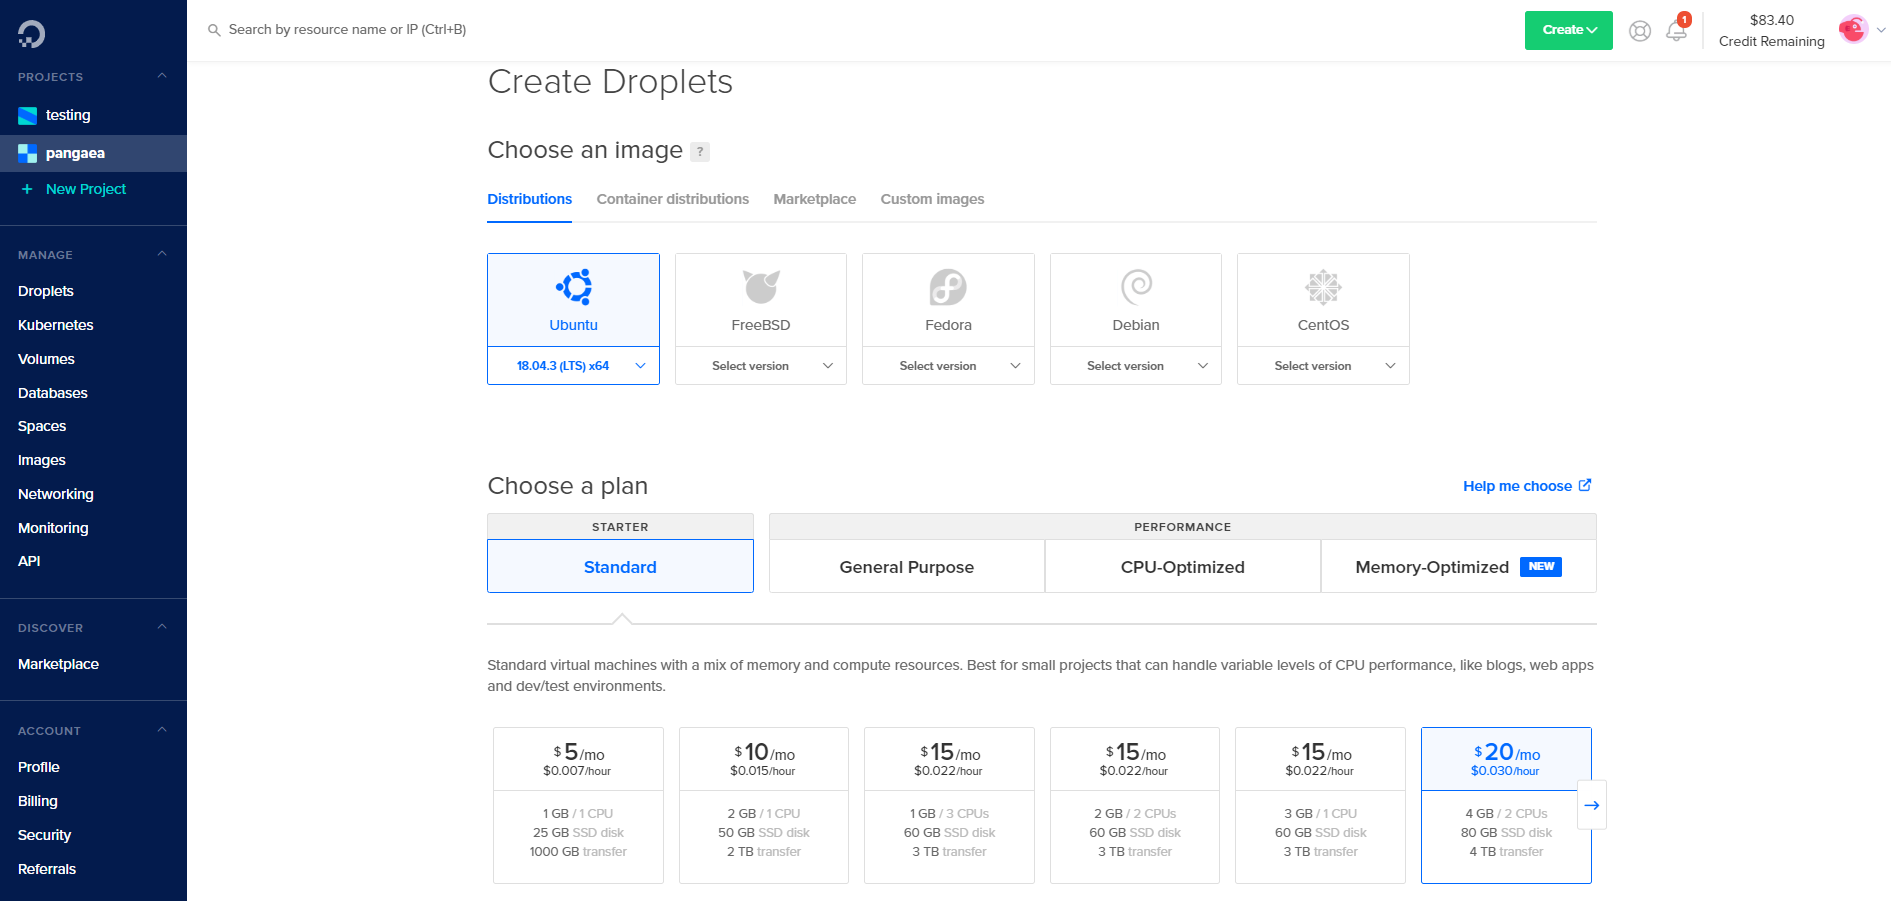 Search by resource name or IP (Ctrl+B)
Create
1
$83.40
Credit Remaining
PROJECTS
testing
pangaea
+ New Project
MANAGE
Droplets
Kubernetes
Volumes
Databases
Spaces
Images
Networking
Monitoring
API
DISCOVER
Marketplace
ACCOUNT
Profile
Billing
Security
Referrals
Create Droplets
Choose an image ?
Distributions Container distributions Marketplace Custom images
Ubuntu
18.04.3 (LTS) x64
FreeBSD
Select version
Fedora
Select version
Debian
Select version
CentOS
Select version
Choose a plan
Help me choose
STARTER
Standard
PERFORMANCE
General Purpose
CPU-Optimized
Memory-Optimized NEW
Standard virtual machines with a mix of memory and compute resources. Best for small projects that can handle variable levels of CPU performance, like blogs, web apps
and dev/test environments.
$5/mo
$0.007/hour
1 GB / 1 CPU
25 GB SSD disk
1000 GB transfer
$10/mo
$0.015/hour
2 GB / 1 CPU
50 GB SSD disk
2 TB transfer
$15/mo
$0.022/hour
1 GB / 3 CPUs
60 GB SSD disk
3 TB transfer
$15/mo
$0.022/hour
2 GB / 2 CPUs
60 GB SSD disk
3 TB transfer
$15/mo
$0.022/hour
3 GB / 1 CPU
60 GB SSD disk
3 TB transfer
$20/mo
$0.030/hour
4 GB / 2 CPUs
80 GB SSD disk
4 TB transfer